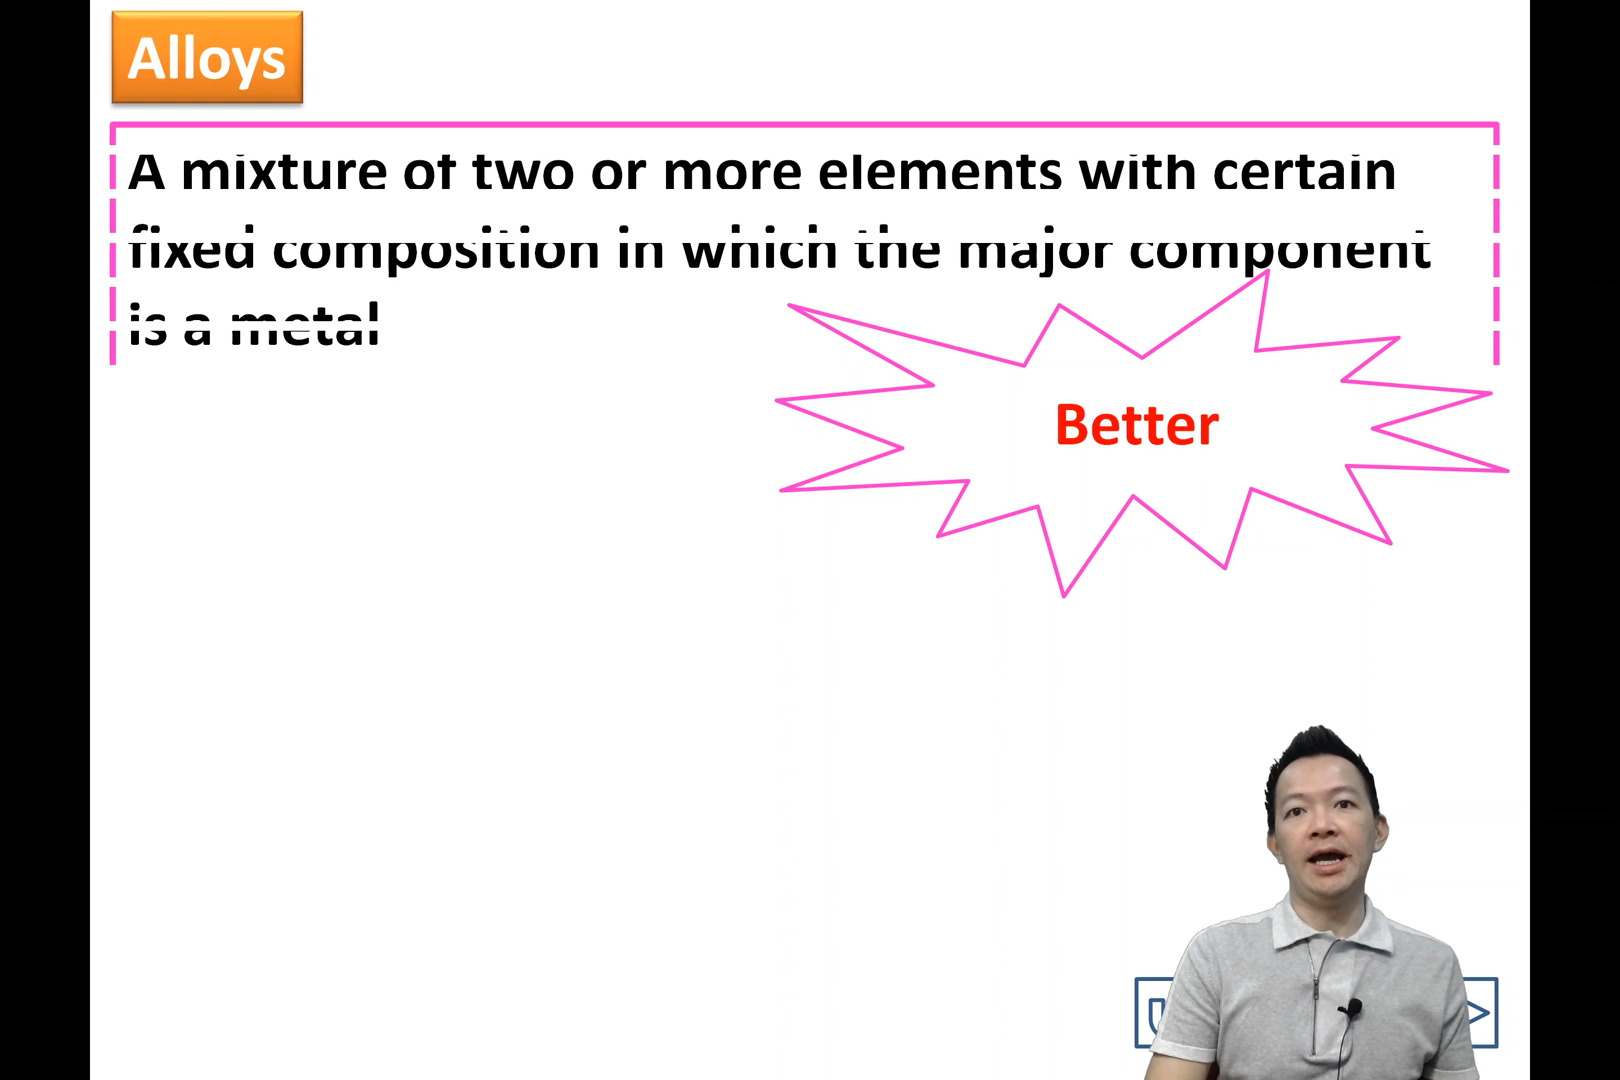 Alloys
A mixture of two or more elements with certain
fixed composition in which the major component
is a metal
Better